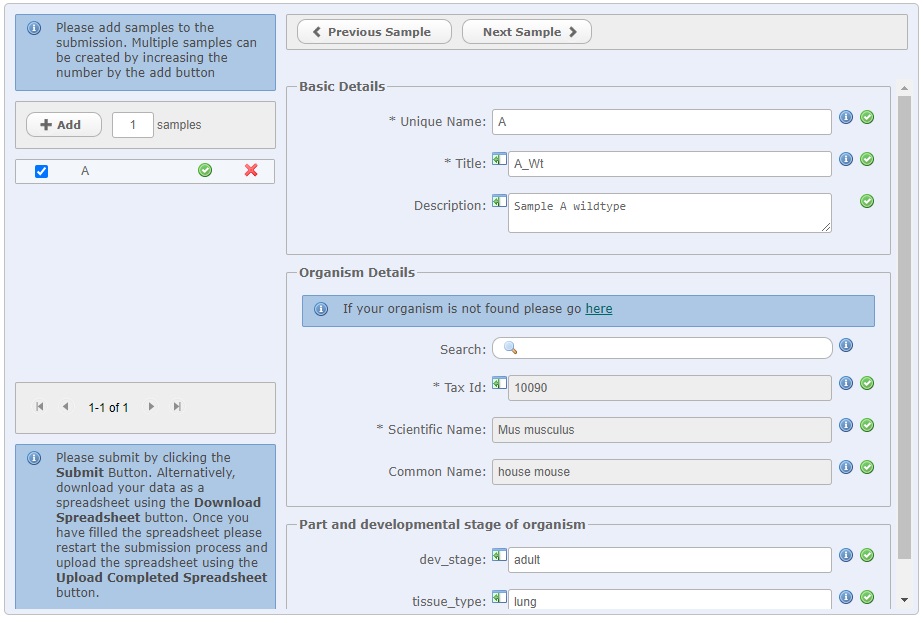 Please add samples to the
submission. Multiple samples can
be created by increasing the
number by the add button
Add 1 samples
A
1-1 of 1
Please submit by clicking the
Submit Button. Alternatively,
download your data as a
spreadsheet using the Download
Spreadsheet button. Once you
have filled the spreadsheet please
restart the submission process and
upload the spreadsheet using the
Upload Completed Spreadsheet
button.
Previous Sample Next Sample
Basic Details
* Unique Name: A
* Title: A_Wt
Description: Sample A wildtype
Organism Details
If your organism is not found please go here
Search:
* Tax Id: 10090
* Scientific Name: Mus musculus
Common Name: house mouse
Part and developmental stage of organism
dev_stage: adult
tissue_type: lung